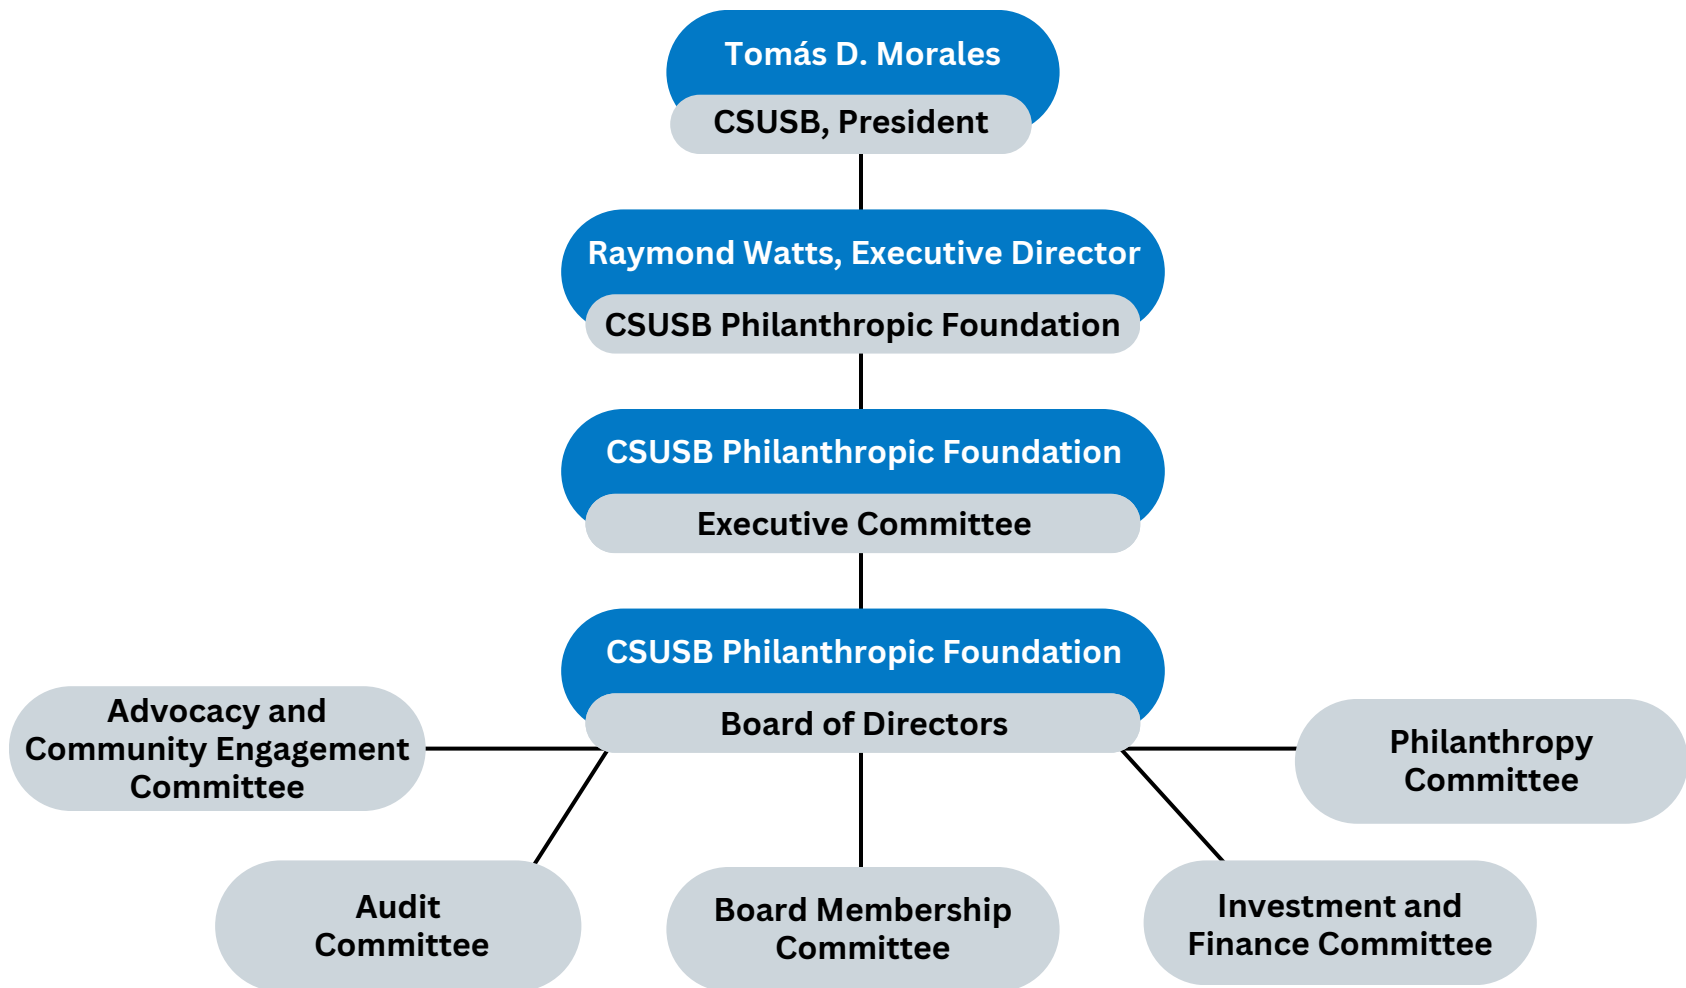 Tomás D. Morales
CSUSB, President
Raymond Watts, Executive Director
CSUSB Philanthropic Foundation
CSUSB Philanthropic Foundation
Executive Committee
CSUSB Philanthropic Foundation
Board of Directors
Advocacy and
Community Engagement
Committee
Philanthropy
Committee
Audit
Committee
Board Membership
Committee
Investment and
Finance Committee